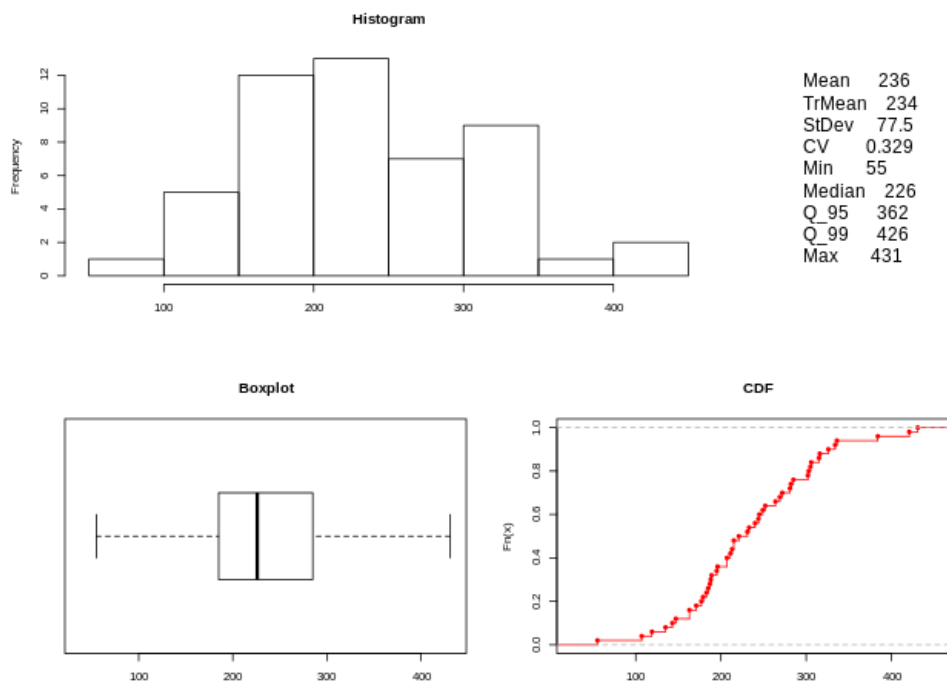 Histogram
Frequency
0 2 4 6 8 10 12
100 200 300 400
Mean 236
TrMean 234
StDev 77.5
CV 0.329
Min 55
Median 226
Q_95 362
Q_99 426
Max 431
Boxplot
100 200 300 400
CDF
Fn(x)
0.0 0.2 0.4 0.6 0.8 1.0
100 200 300 400